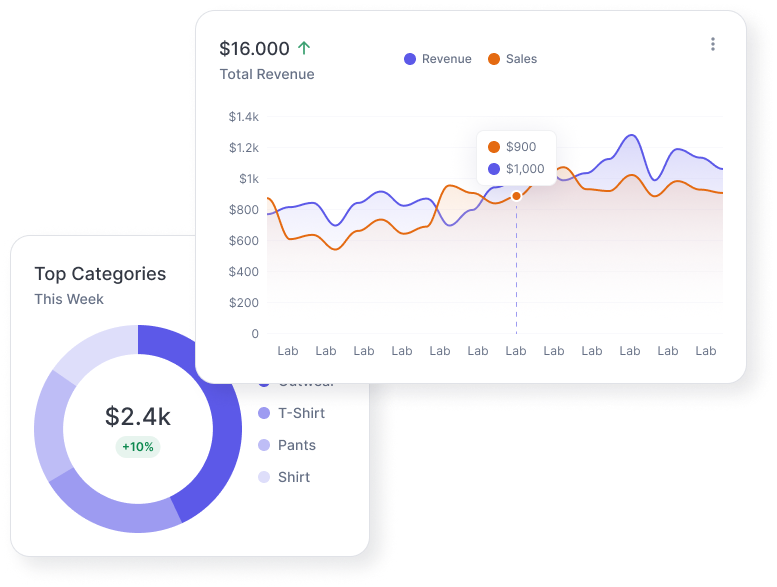 $16.000
Total Revenue
Revenue Sales
$1.4k
$1.2k
$1k
$800
$600
$400
$200
0
$900
$1,000
Lab Lab Lab Lab Lab Lab Lab Lab Lab Lab Lab Lab
Top Categories
This Week
$2.4k
+10%
T-Shirt
Pants
Shirt